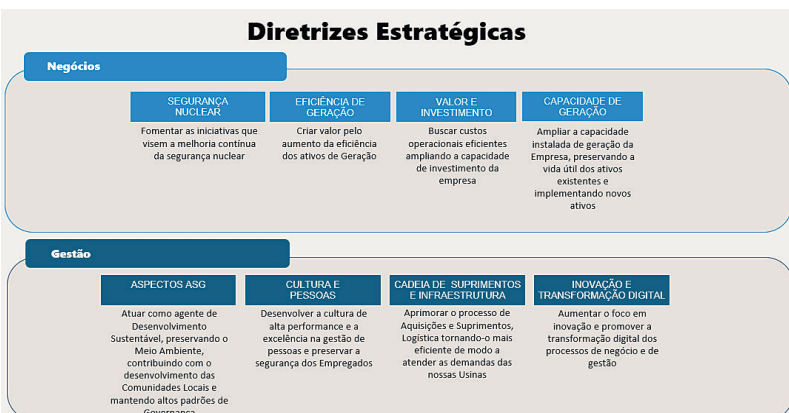 Diretrizes Estratégicas
Negócios
SEGURANÇA
NUCLEAR
Fomentar as iniciativas que
visem a melhoria contínua
da segurança nuclear
EFICIÊNCIA DE
GERAÇÃO
Criar valor pelo
aumento da eficiência
dos ativos de Geração
VALOR E
INVESTIMENTO
Buscar custos
operacionais eficientes
ampliando a capacidade
de investimento da
empresa
CAPACIDADE DE
GERAÇÃO
Ampliar a capacidade
instalada de geração da
Empresa, preservando a
vida útil dos ativos
existentes e
implementando novos
ativos
Gestão
ASPECTOS ASG
Atuar como agente de
Desenvolvimento
Sustentável, preservando o
Meio Ambiente,
contribuindo com o
desenvolvimento das
Comunidades Locais e
mantendo altos padrões de
Governança
CULTURA E
PESSOAS
Desenvolver a cultura de
alta performance e a
excelência na gestão de
pessoas e preservar a
segurança dos Empregados
CADEIA DE SUPRIMENTOS
E INFRAESTRUTURA
Aprimorar o processo de
Aquisições e Suprimentos,
Logística tornando-o mais
eficiente de modo a
atender as demandas das
nossas Usinas
INOVAÇÃO E
TRANSFORMAÇÃO DIGITAL
Aumentar o foco em
inovação e promover a
transformação digital dos
processos de negócio e de
gestão